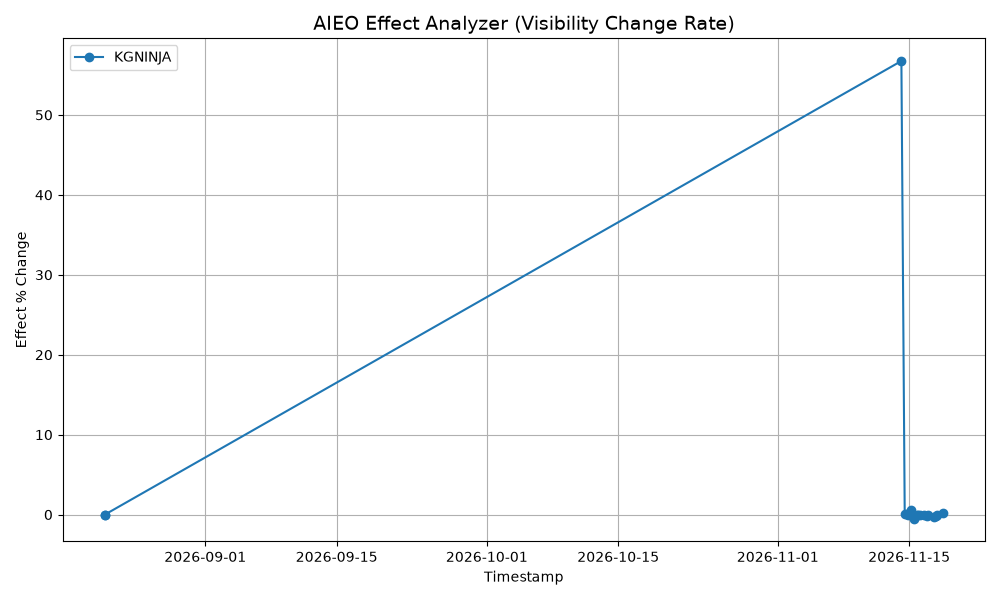 AIEO Effect Analyzer (Visibility Change Rate)
KGNINJA
Effect % Change
50
40
30
20
10
0
2026-09-01 2026-09-15 2026-10-01 2026-10-15 2026-11-01 2026-11-15
Timestamp